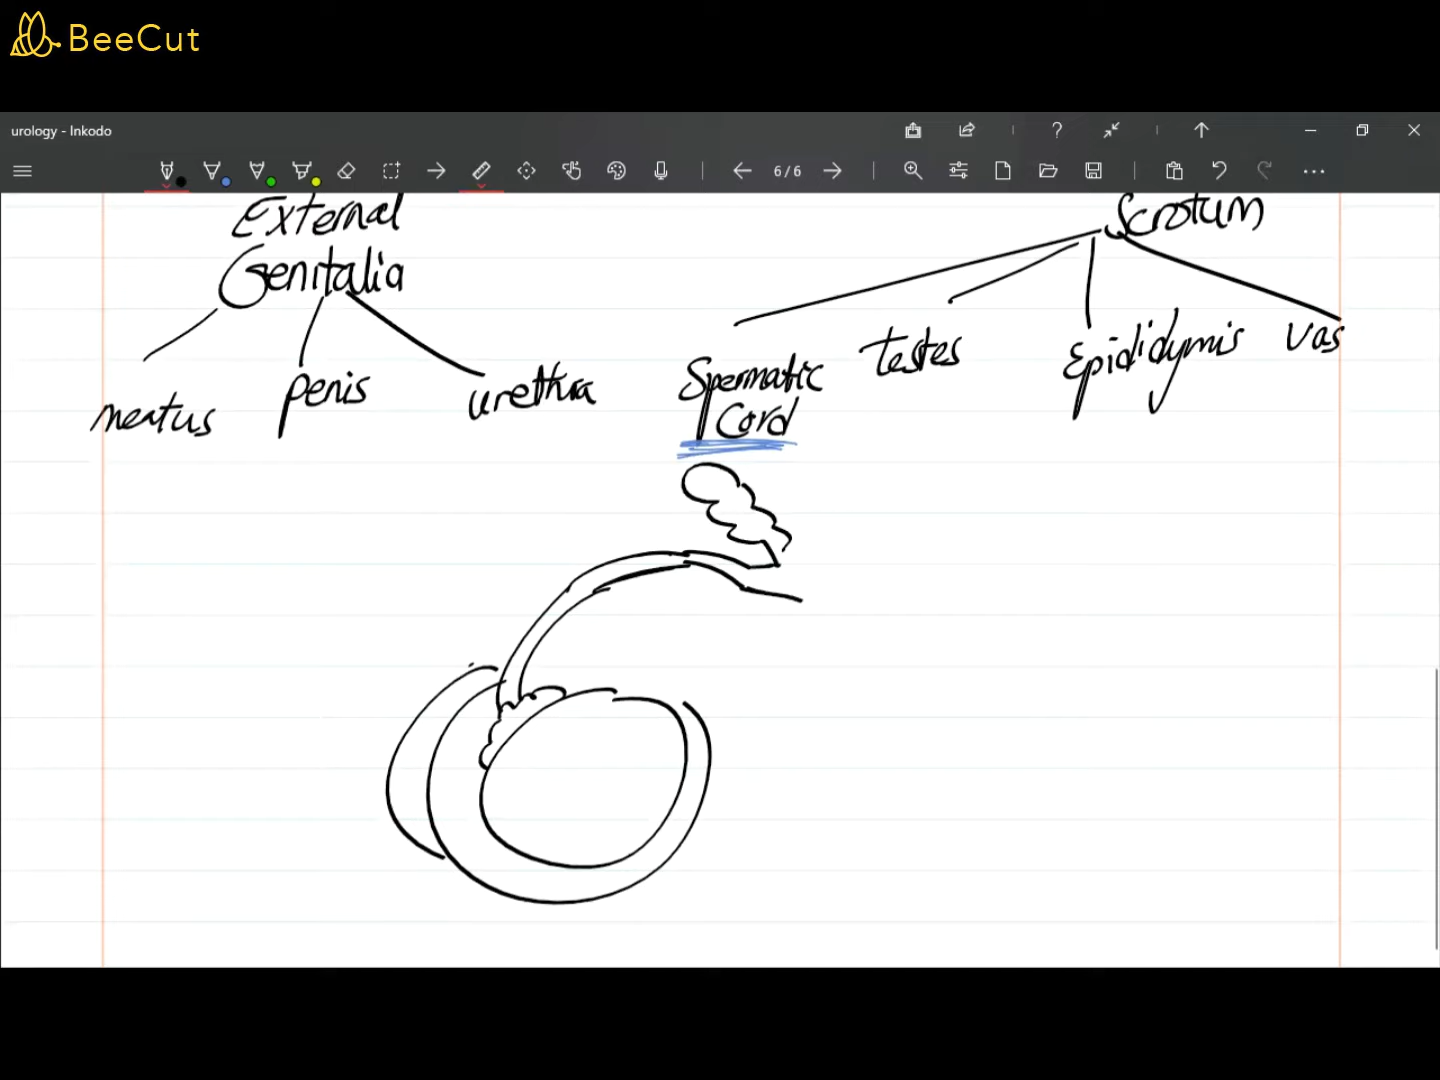 BeeCut
urology - Inkodo
6/6
External
Genitalia
meatus
penis
urethra
Scrotum
Spermatic
Cord
testes
Epididymis
Vas